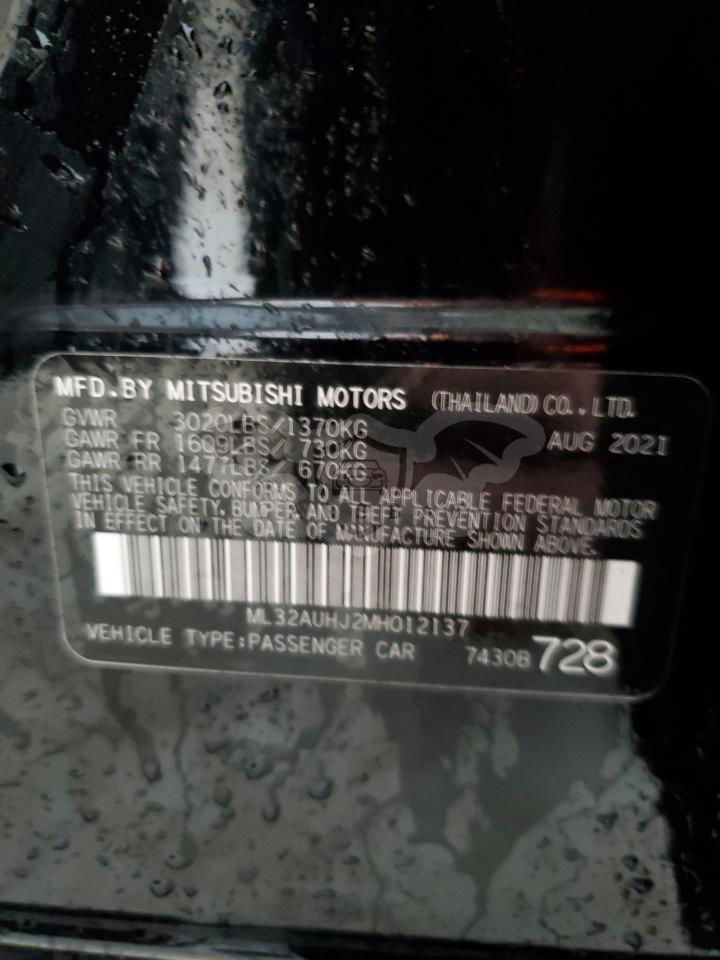 MFD.BY MITSUBISHI MOTORS (THAILAND) CO., LTD.
GVWR 3020LBS/1370KG AUG 2021
GAWR FR 1609LBS/ 730KG
GAWR RR 1477LBS/ 670KG
THIS VEHICLE CONFORMS TO ALL APPLICABLE FEDERAL MOTOR
VEHICLE SAFETY, BUMPER, AND THEFT PREVENTION STANDARDS
IN EFFECT ON THE DATE OF MANUFACTURE SHOWN ABOVE.
ML32AUHJ2MH012137
VEHICLE TYPE:PASSENGER CAR 7430B 728